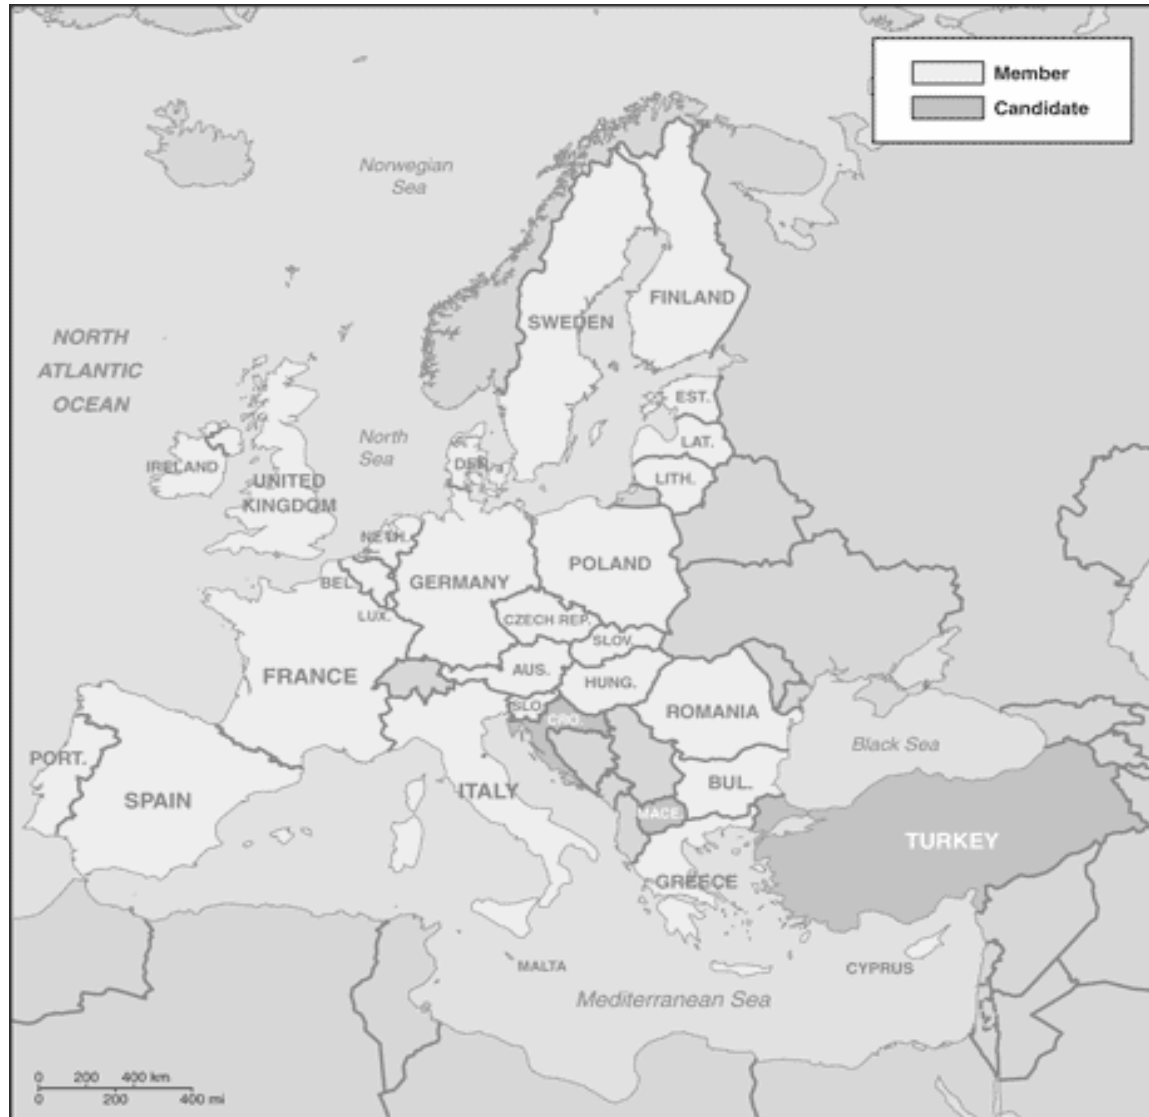 Member
Candidate
Norwegian
Sea
FINLAND
SWEDEN
NORTH
ATLANTIC
OCEAN
EST.
North
Sea
LAT.
IRELAND
DEN.
LITH.
UNITED
KINGDOM
NETH.
POLAND
BEL.
GERMANY
LUX.
CZECH REP.
SLOV.
FRANCE
AUS.
HUNG.
SLO.
CRO.
ROMANIA
Black Sea
PORT.
SPAIN
ITALY
BUL.
MACE.
TURKEY
GREECE
MALTA
CYPRUS
Mediterranean Sea
0 200 400 km
0 200 400 mi